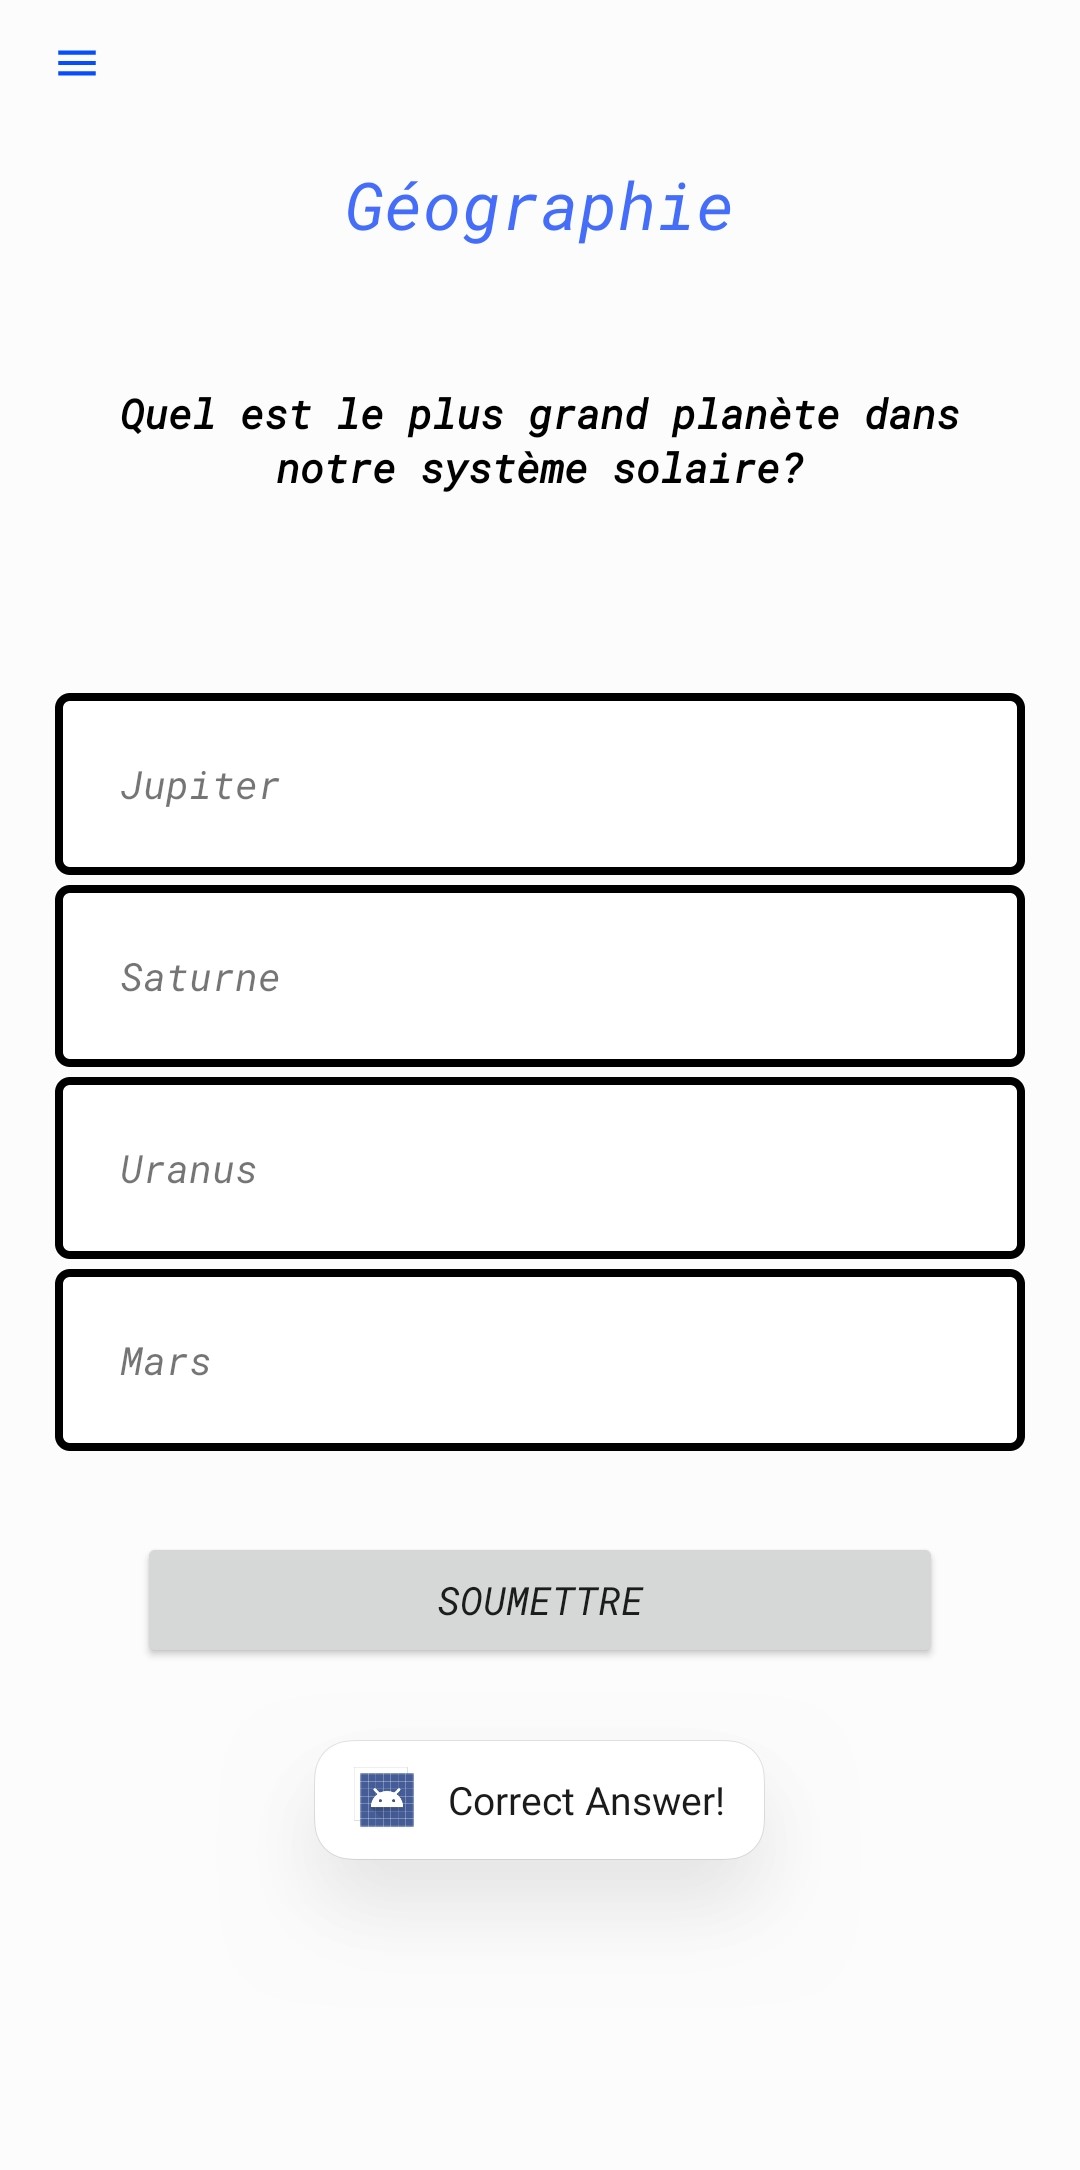 Géographie
Quel est le plus grand planète dans
notre système solaire?
Jupiter
Saturne
Uranus
Mars
SOUMETTRE
Correct Answer!